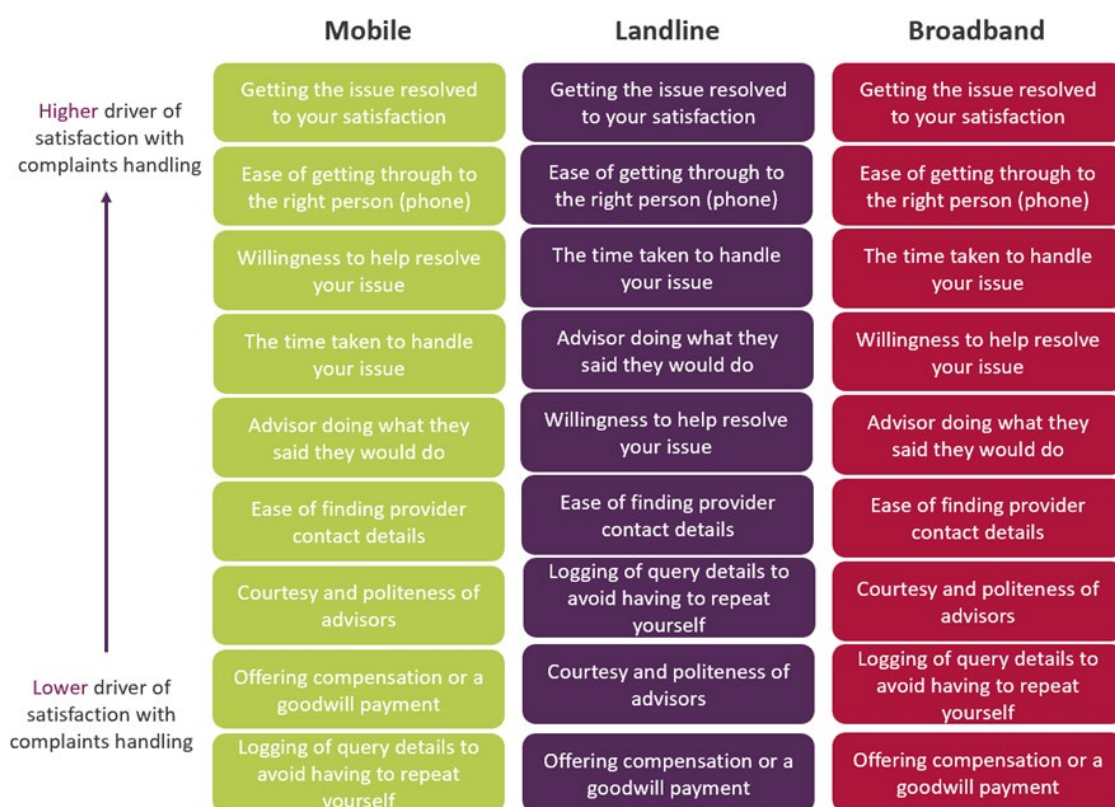 Mobile
Landline
Broadband
Higher driver of
satisfaction with
complaints handling
Lower driver of
satisfaction with
complaints handling
Getting the issue resolved
to your satisfaction
Ease of getting through to
the right person (phone)
Willingness to help resolve
your issue
The time taken to handle
your issue
Advisor doing what they
said they would do
Ease of finding provider
contact details
Courtesy and politeness of
advisors
Offering compensation or a
goodwill payment
Logging of query details to
avoid having to repeat
yourself
Getting the issue resolved
to your satisfaction
Ease of getting through to
the right person (phone)
The time taken to handle
your issue
Advisor doing what they
said they would do
Willingness to help resolve
your issue
Ease of finding provider
contact details
Logging of query details to
avoid having to repeat
yourself
Courtesy and politeness of
advisors
Offering compensation or a
goodwill payment
Getting the issue resolved
to your satisfaction
Ease of getting through to
the right person (phone)
The time taken to handle
your issue
Willingness to help resolve
your issue
Advisor doing what they
said they would do
Ease of finding provider
contact details
Courtesy and politeness of
advisors
Logging of query details to
avoid having to repeat
yourself
Offering compensation or a
goodwill payment